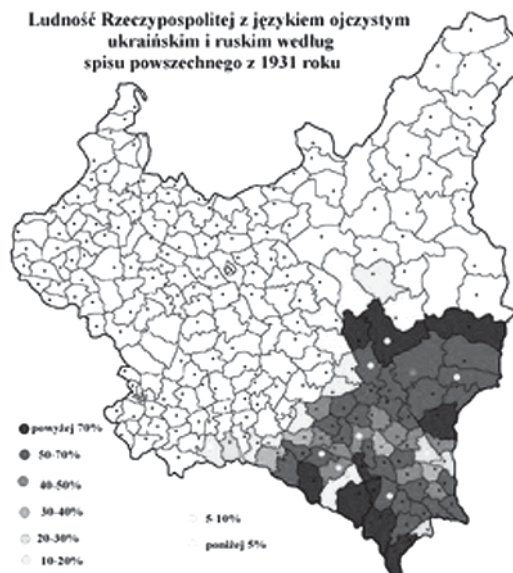 Ludność Rzeczypospolitej z językiem ojczystym
ukraińskim i ruskim według
spisu powszechnego z 1931 roku
powyżej 70%
50-70%
40-50%
30-40%
20-30%
10-20%
5-10%
poniżej 5%